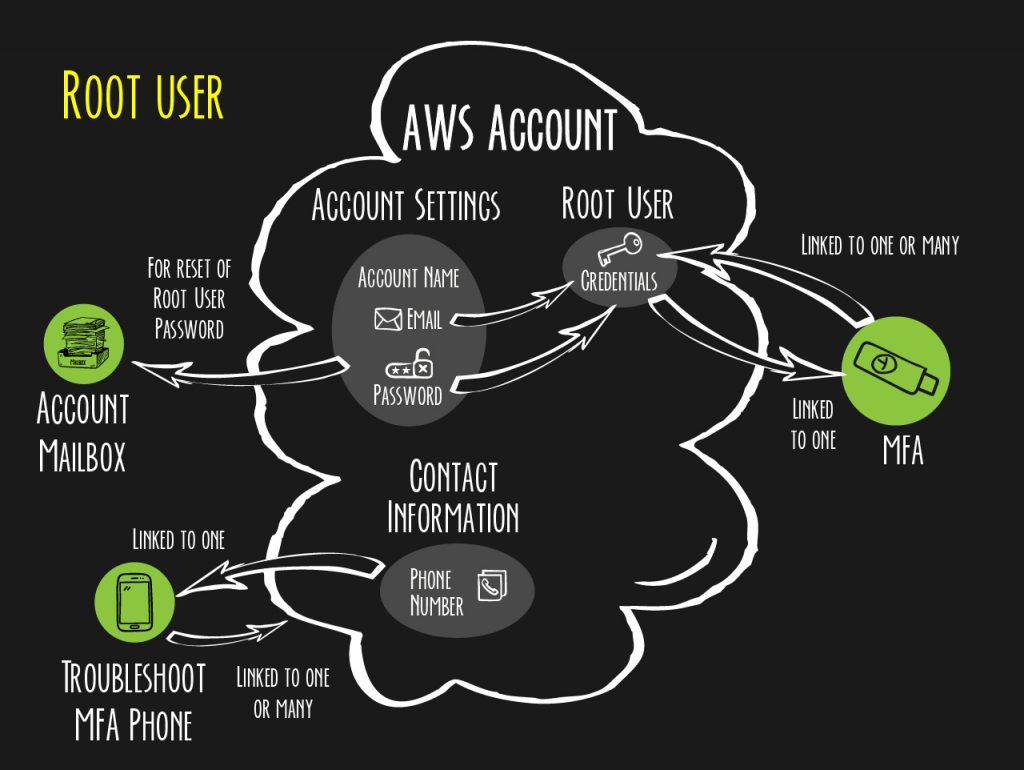 Root user
AWS Account
Account Settings
Root User
Account Name
Email
Password
Credentials
Linked to one or many
For reset of
Root User
Password
Mailbox
Account
Mailbox
Linked
to one
MFA
Contact
Information
Phone
Number
Linked to one
Troubleshoot
MFA Phone
Linked to one
or many